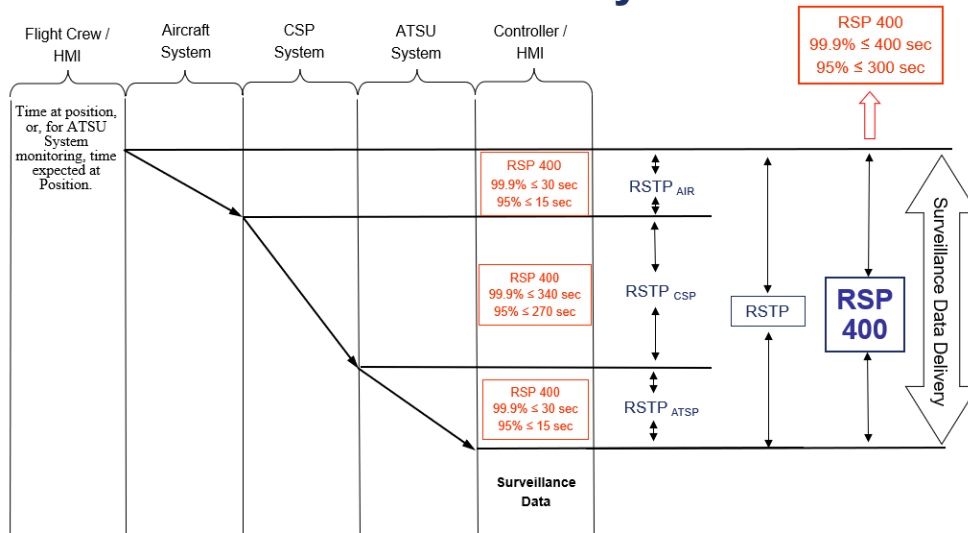 Flight Crew /
HMI
Aircraft
System
CSP
System
ATSU
System
Controller /
HMI
RSP 400
99.9% ≤ 400 sec
95% ≤ 300 sec
Time at position,
or, for ATSU
System
monitoring, time
expected at
Position.
RSP 400
99.9% ≤ 30 sec
95% ≤ 15 sec
RSTP AIR
RSP 400
99.9% ≤ 340 sec
95% ≤ 270 sec
RSTP CSP
RSTP
RSP
400
Surveillance Data Delivery
RSP 400
99.9% ≤ 30 sec
95% ≤ 15 sec
RSTP ATSP
Surveillance
Data